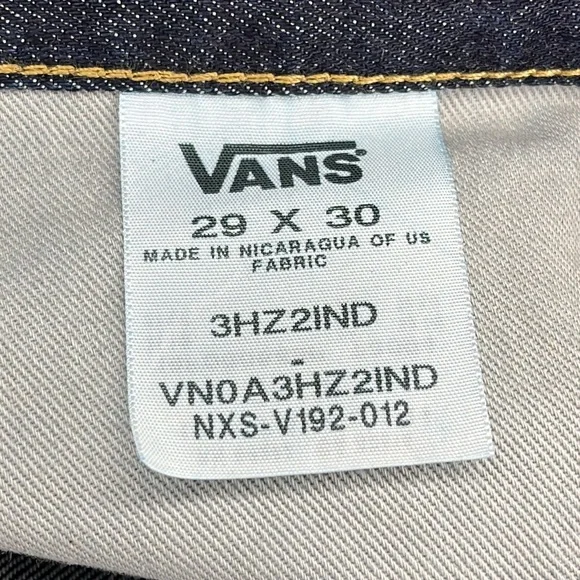 VANS®
29 X 30
MADE IN NICARAGUA OF US
FABRIC
3HZ2IND
-
VN0A3HZ2IND
NXS-V192-012